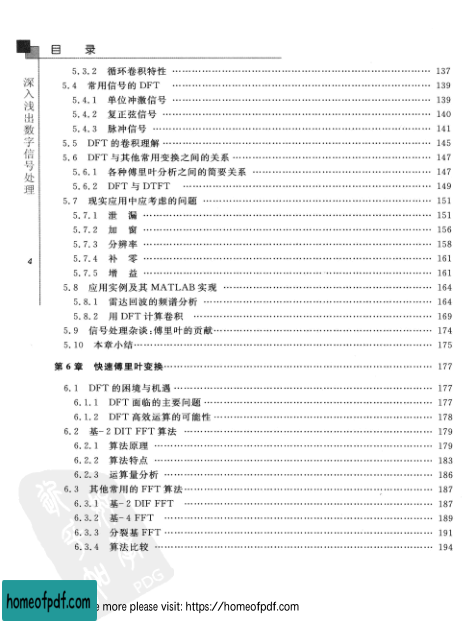 目 录
深入浅出数字信号处理
4
5.3.2 循环卷积特性 …… 137
5.4 常用信号的 DFT …… 139
5.4.1 单位冲激信号 …… 139
5.4.2 复正弦信号 …… 140
5.4.3 脉冲信号 …… 141
5.5 DFT 的卷积理解 …… 145
5.6 DFT 与其他常用变换之间的关系 …… 147
5.6.1 各种傅里叶分析之间的简要关系 …… 147
5.6.2 DFT 与 DTFT …… 149
5.7 现实应用中应考虑的问题 …… 151
5.7.1 泄 漏 …… 151
5.7.2 加 窗 …… 156
5.7.3 分辨率 …… 158
5.7.4 补 零 …… 161
5.7.5 增 益 …… 161
5.8 应用实例及其 MATLAB 实现 …… 164
5.8.1 雷达回波的频谱分析 …… 164
5.8.2 用 DFT 计算卷积 …… 169
5.9 信号处理杂谈:傅里叶的贡献 …… 174
5.10 本章小结 …… 175
第 6 章 快速傅里叶变换 …… 177
6.1 DFT 的困境与机遇 …… 177
6.1.1 DFT 面临的主要问题 …… 177
6.1.2 DFT 高效运算的可能性 …… 178
6.2 基-2 DIT FFT 算法 …… 179
6.2.1 算法原理 …… 179
6.2.2 算法特点 …… 183
6.2.3 运算量分析 …… 186
6.3 其他常用的 FFT 算法 …… 187
6.3.1 基-2 DIF FFT …… 187
6.3.2 基-4 FFT …… 189
6.3.3 分裂基 FFT …… 191
6.3.4 算法比较 …… 194
PDG
homeofpdf.com
e more please visit: https://homeofpdf.com